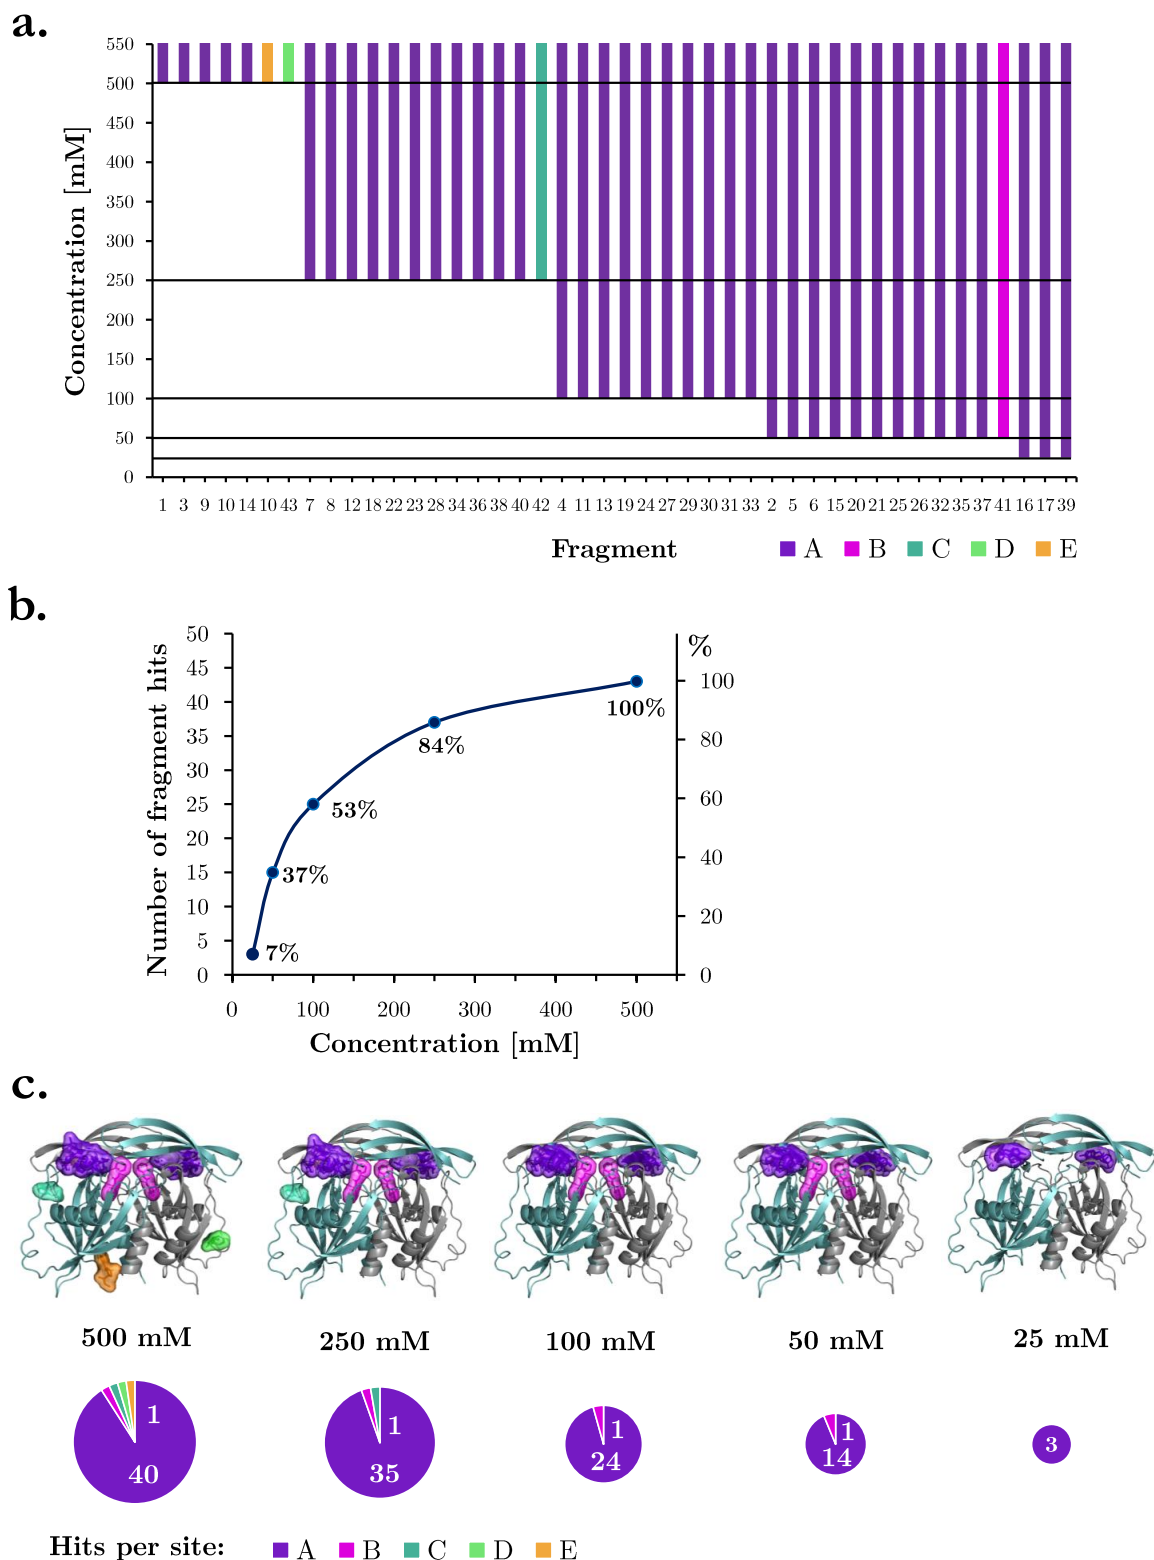 a.
550
500
450
400
350
300
250
200
150
100
50
0
Concentration [mM]
1 3 9 10 14 10 43 7 8 12 18 22 23 28 34 36 38 40 42 4 11 13 19 24 27 29 30 31 33 2 5 6 15 20 21 25 26 32 35 37 41 16 17 39
Fragment
A B C D E
b.
50
45
40
35
30
25
20
15
10
5
0
Number of fragment hits
%
100
80
60
40
20
0
100%
84%
53%
37%
7%
0 100 200 300 400 500
Concentration [mM]
c.
500 mM 250 mM 100 mM 50 mM 25 mM
1 1 1 1 3
40 35 24 14
Hits per site: A B C D E